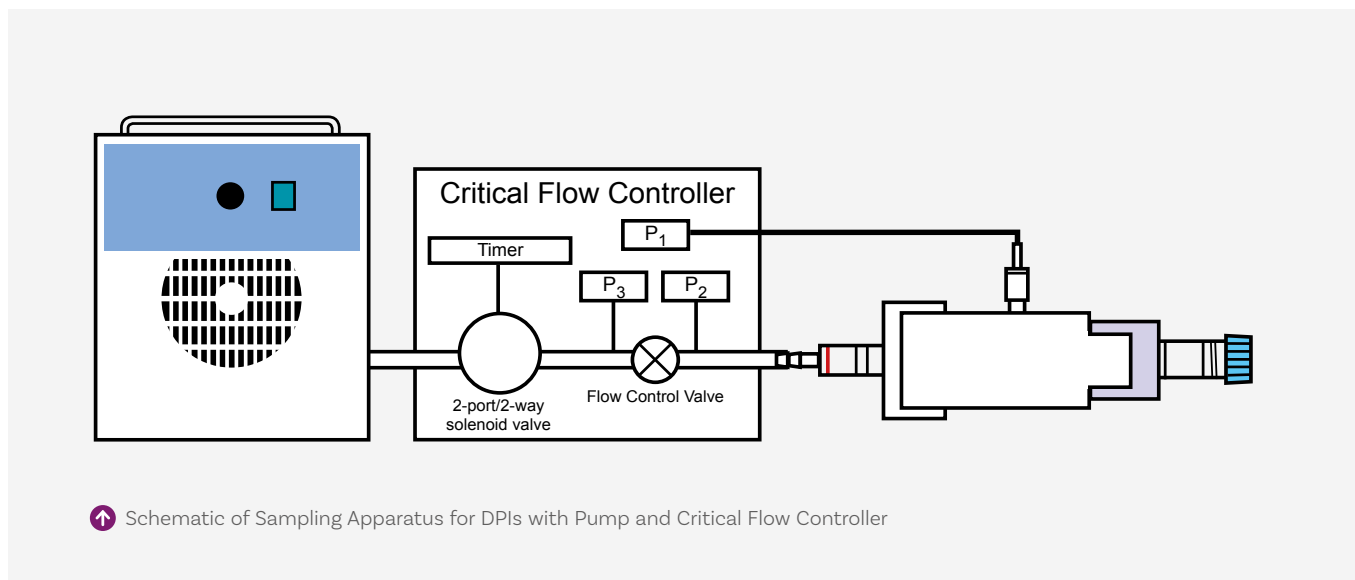 Critical Flow Controller
P1
Timer
P3
P2
2-port/2-way
solenoid valve
Flow Control Valve
Schematic of Sampling Apparatus for DPIs with Pump and Critical Flow Controller